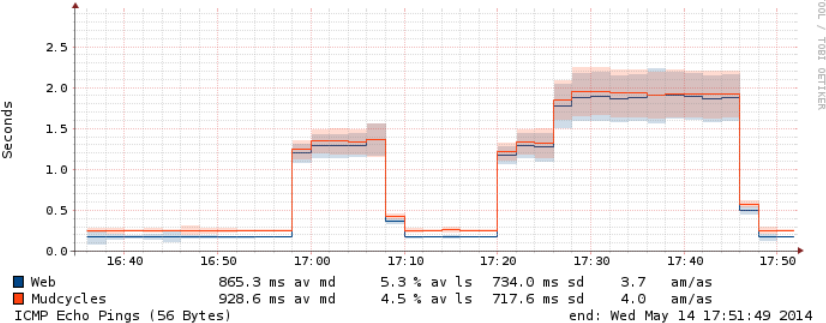 2.5
2.0
1.5
1.0
0.5
0.0
Seconds
TOOL / TOBI OETIKER
16:40 16:50 17:00 17:10 17:20 17:30 17:40 17:50
Web 865.3 ms av md 5.3 % av ls 734.0 ms sd 3.7 am/as
Mudcycles 928.6 ms av md 4.5 % av ls 717.6 ms sd 4.0 am/as
ICMP Echo Pings (56 Bytes) end: Wed May 14 17:51:49 2014